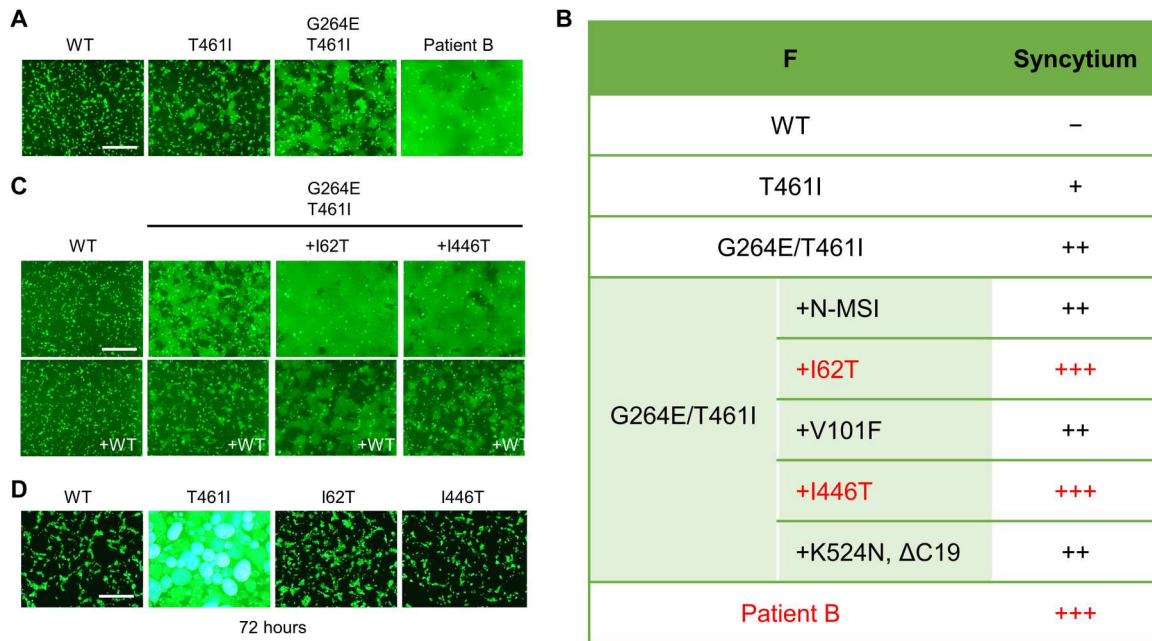 A
WT
T461I
G264E
T461I
Patient B
C
G264E
T461I
WT
+I62T
+I446T
+WT
+WT
+WT
+WT
D
WT
T461I
I62T
I446T
72 hours
B
F Syncytium
WT −
T461I +
G264E/T461I ++
G264E/T461I
+N-MSI ++
+I62T +++
+V101F ++
+I446T +++
+K524N, ΔC19 ++
Patient B +++